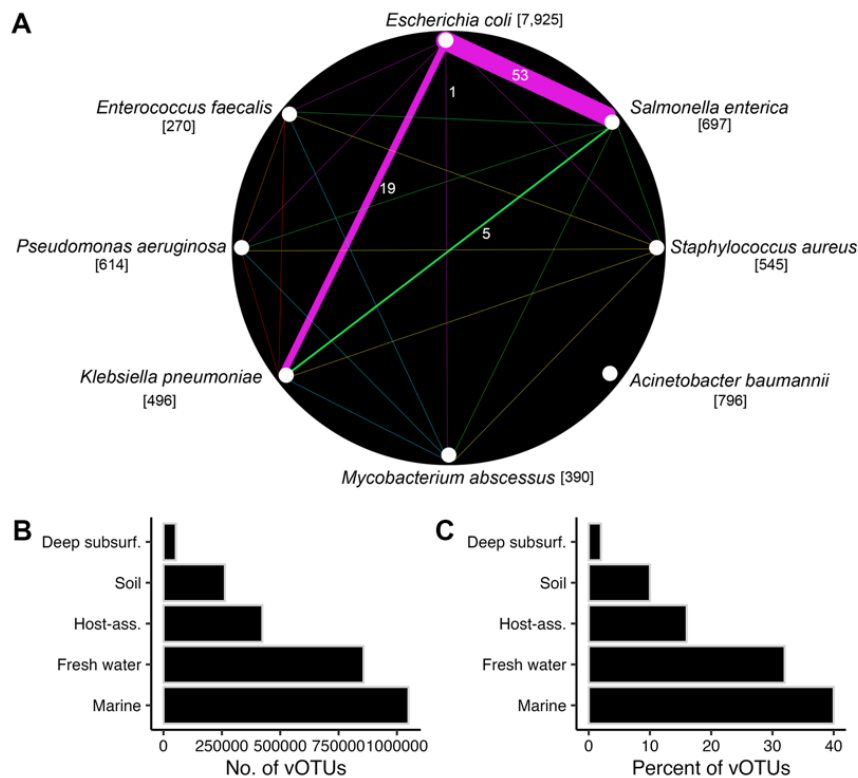 A
Escherichia coli [7,925]
53
1
Enterococcus faecalis
[270]
Salmonella enterica
[697]
19
5
Pseudomonas aeruginosa
[614]
Staphylococcus aureus
[545]
Klebsiella pneumoniae
[496]
Acinetobacter baumannii
[796]
Mycobacterium abscessus [390]
B
Deep subsurf.
Soil
Host-ass.
Fresh water
Marine
0 250000 500000 750000 1000000
No. of vOTUs
C
Deep subsurf.
Soil
Host-ass.
Fresh water
Marine
0 10 20 30 40
Percent of vOTUs